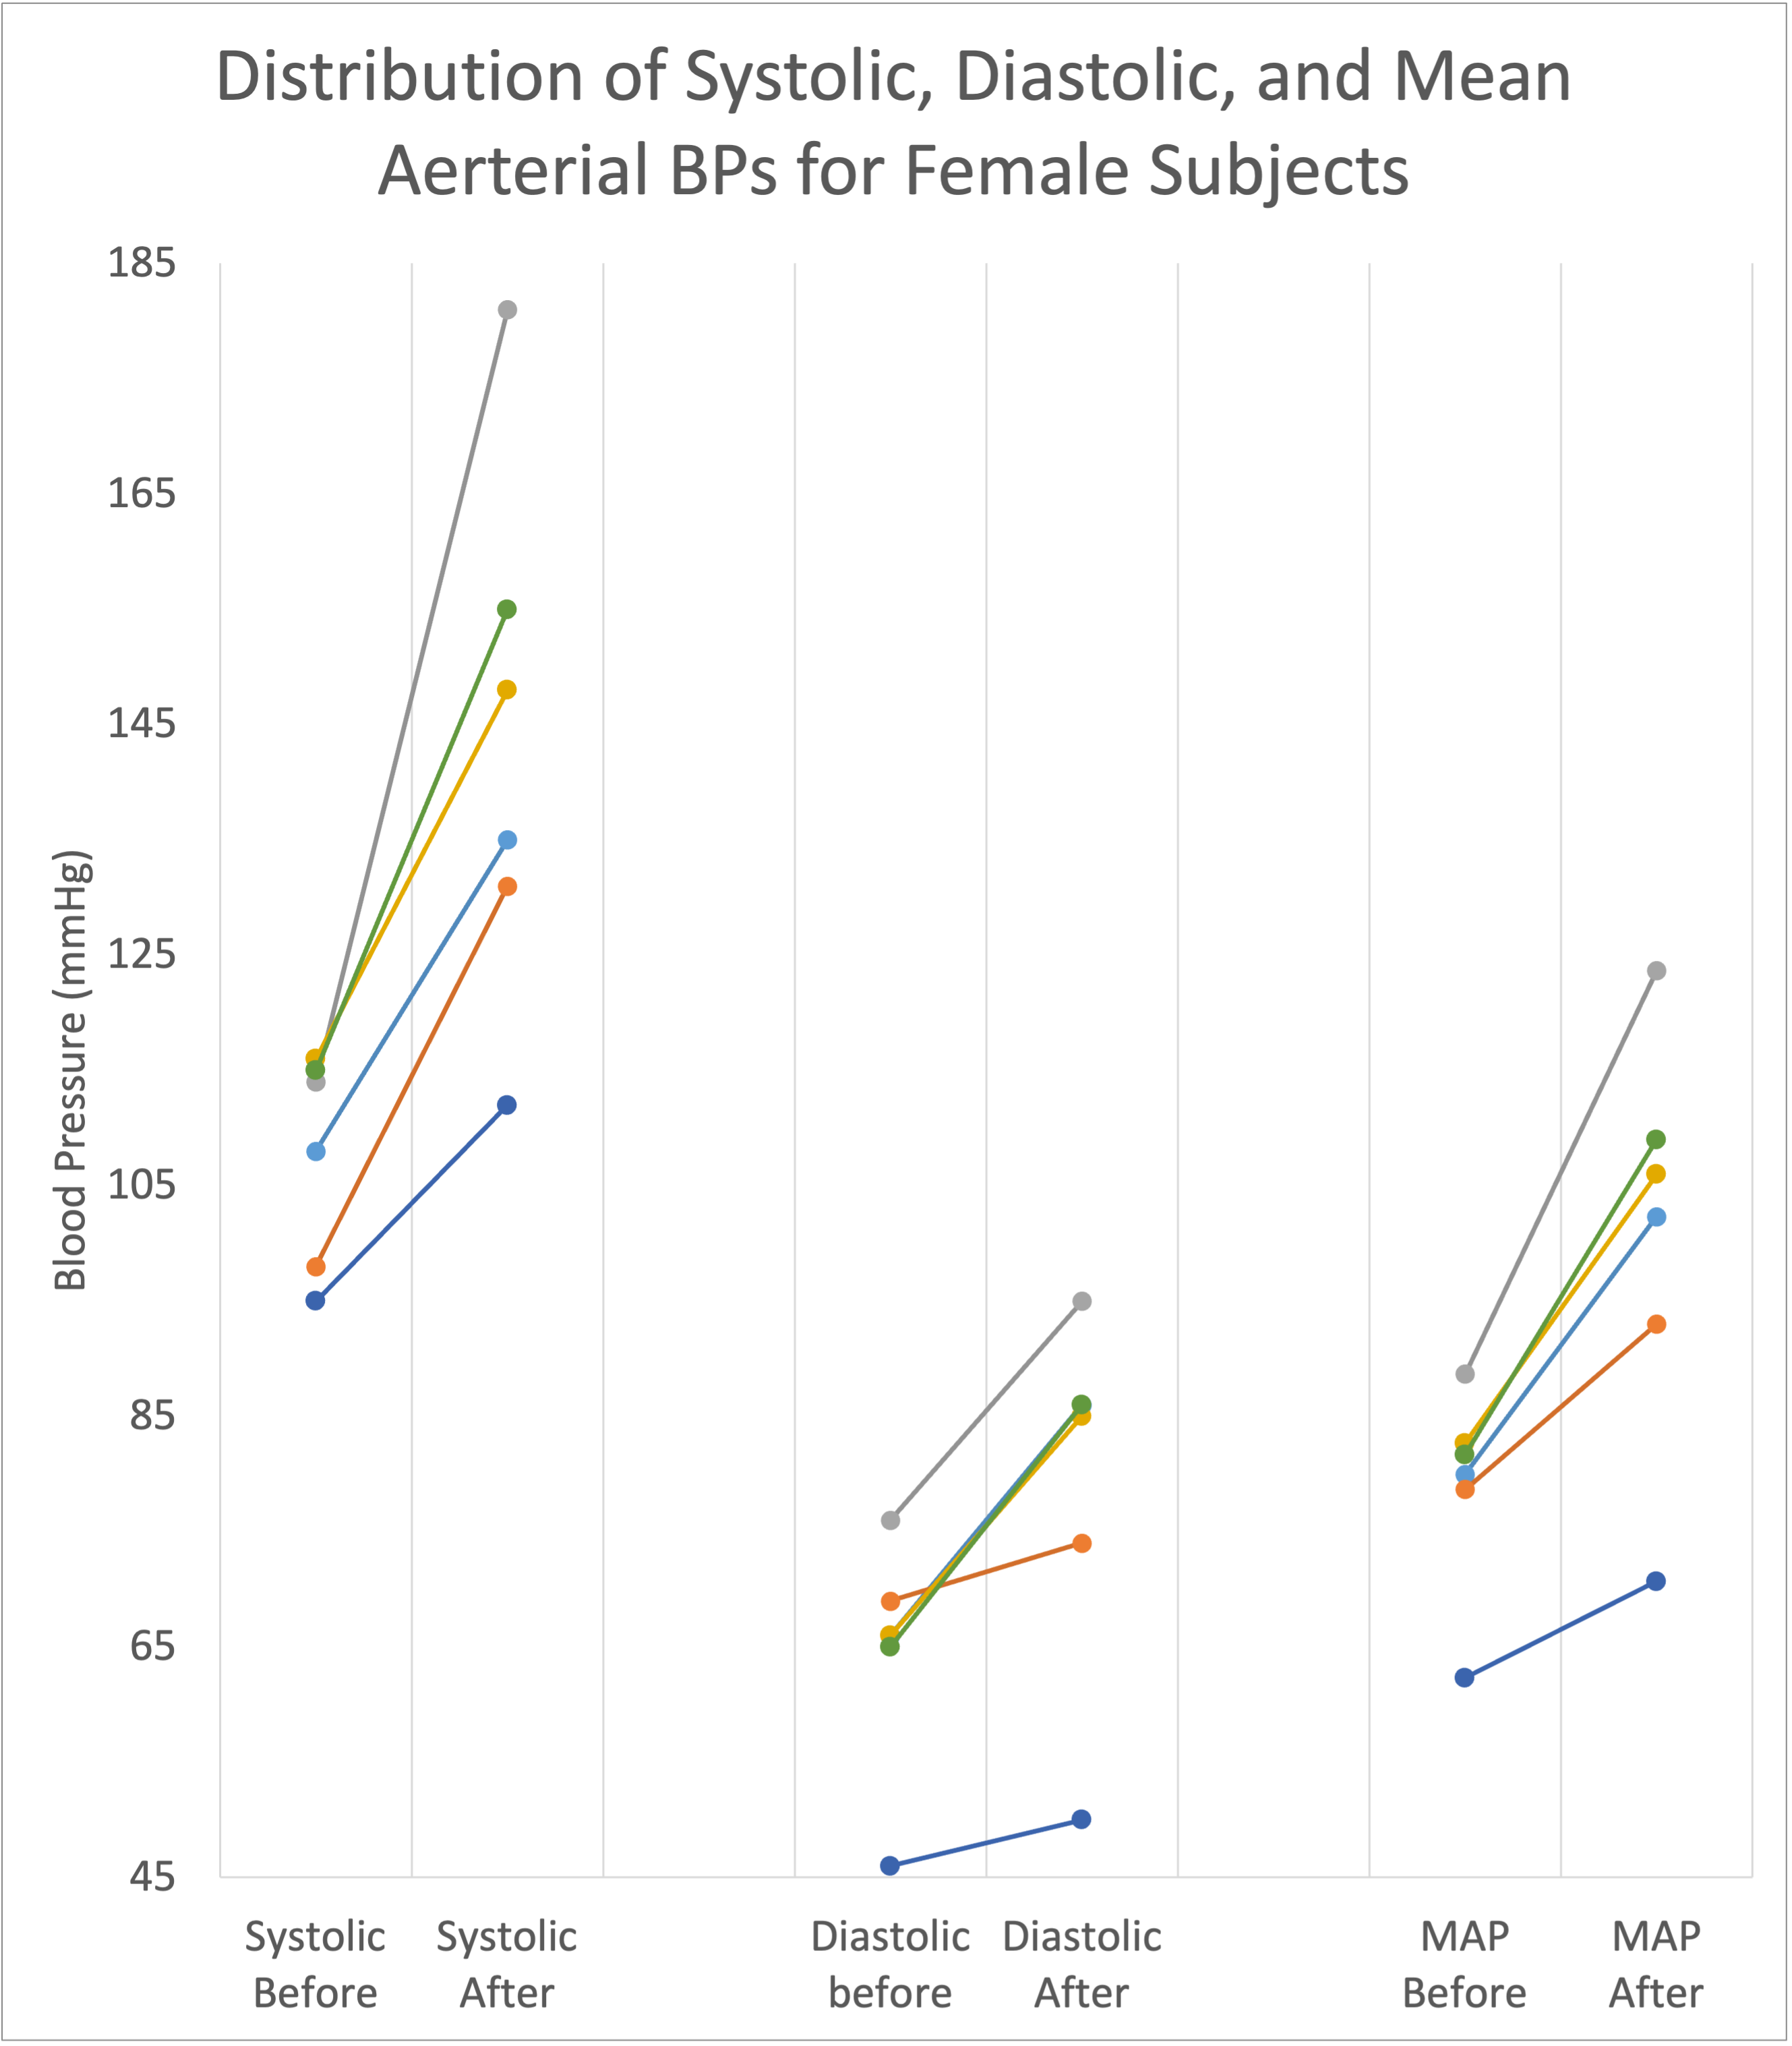 Distribution of Systolic, Diastolic, and Mean
Aerterial BPs for Female Subjects
185
165
145
125
105
85
65
45
Blood Pressure (mmHg)
Systolic Before
Systolic After
Diastolic before
Diastolic After
MAP Before
MAP After